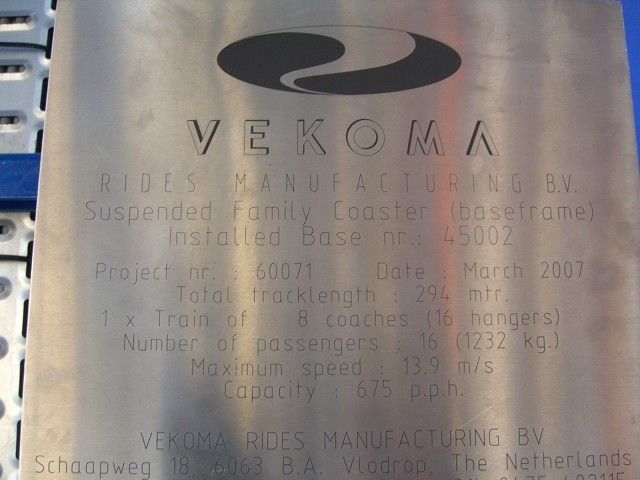 VEKOMA
RIDES MANUFACTURING B.V.
Suspended Family Coaster (baseframe)
Installed Base nr.: 45002
Project nr. : 60071 Date : March 2007
Total tracklength : 294 mtr.
1 x Train of 8 coaches (16 hangers)
Number of passengers : 16 (1232 kg.)
Maximum speed : 13.9 m/s
Capacity : 675 p.p.h.
VEKOMA RIDES MANUFACTURING BV
Schaapweg 18, 6063 B.A. Vlodrop, The Netherlands